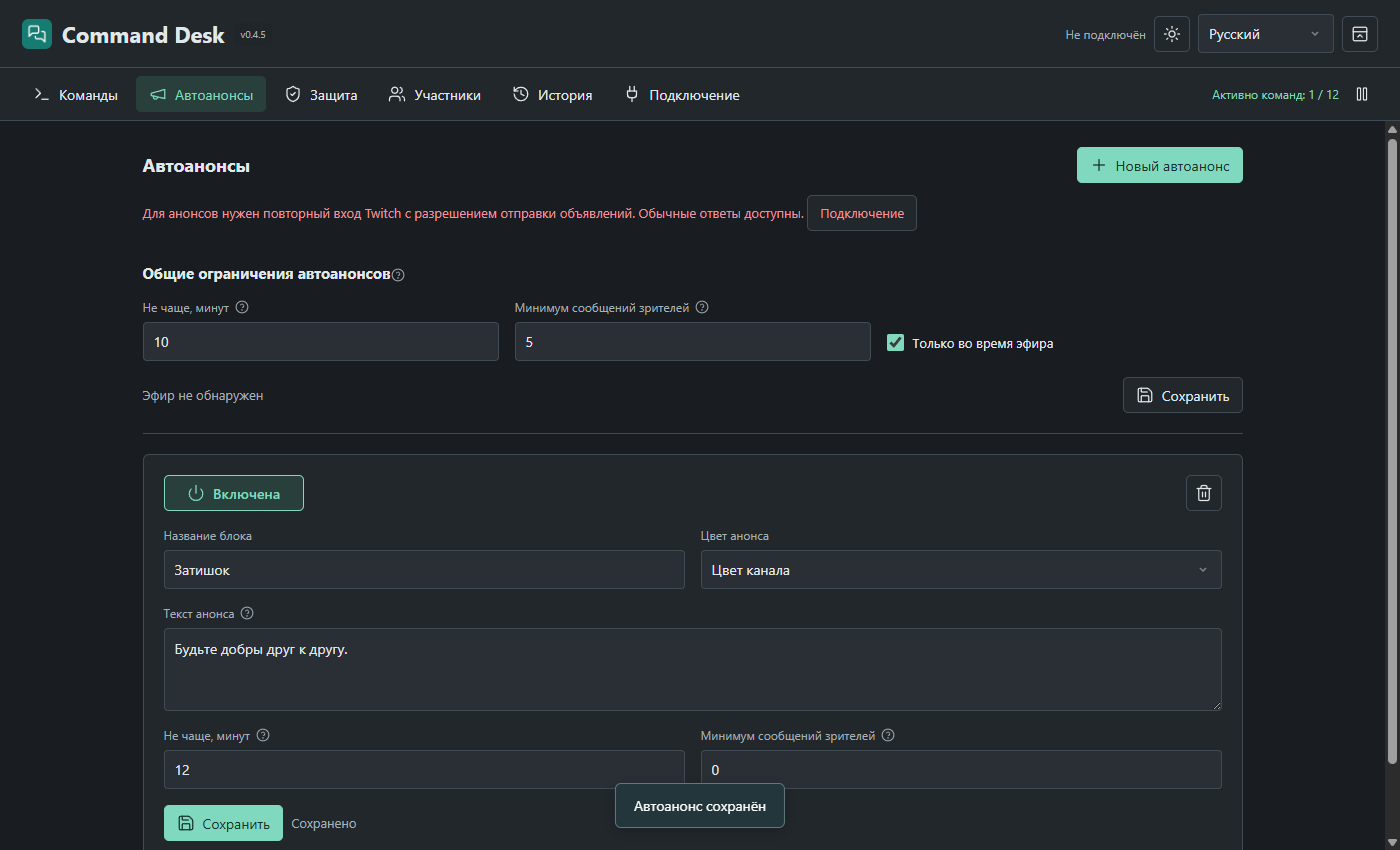 Command Desk v0.4.5
Не подключён
Русский
Команды Автоанонсы Защита Участники История Подключение
Активно команд: 1 / 12
Автоанонсы
Новый автоанонс
Для анонсов нужен повторный вход Twitch с разрешением отправки объявлений. Обычные ответы доступны. Подключение
Общие ограничения автоанонсов
Не чаще, минут Минимум сообщений зрителей
10 5 Только во время эфира
Эфир не обнаружен Сохранить
Включена
Название блока Цвет анонса
Затишок Цвет канала
Текст анонса
Будьте добры друг к другу.
Не чаще, минут Минимум сообщений зрителей
12 0
Автоанонс сохранён
Сохранить Сохранено